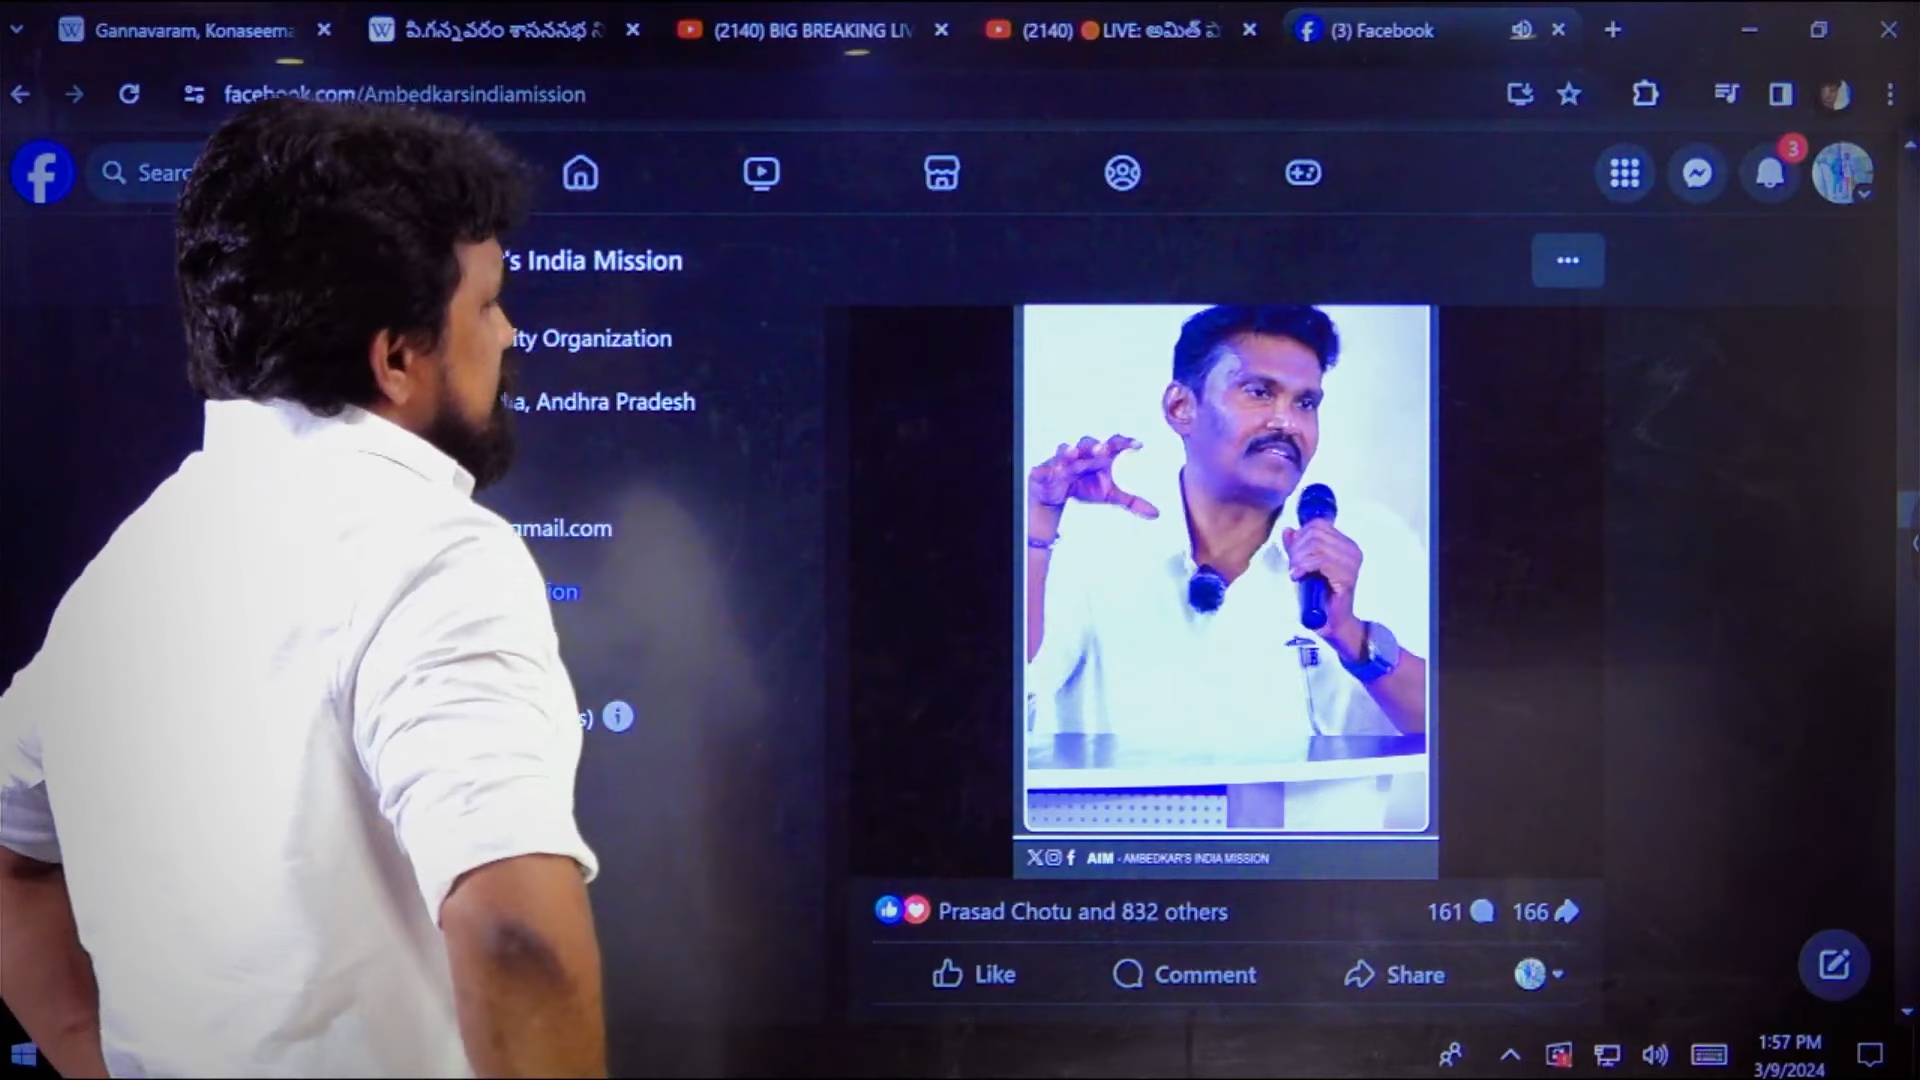 Gannavaram, Konaseema
పి.గన్నవరం శాసనసభ ని
(2140) BIG BREAKING LIV
(2140) 🔴LIVE: అమిత్ షా
(3) Facebook
facebook.com/Ambedkarsindiamission
Searc
3
's India Mission
ity Organization
a, Andhra Pradesh
gmail.com
ion
s)
AIM - AMBEDKAR'S INDIA MISSION
Prasad Chotu and 832 others
161
166
Like
Comment
Share
1:57 PM
3/9/2024